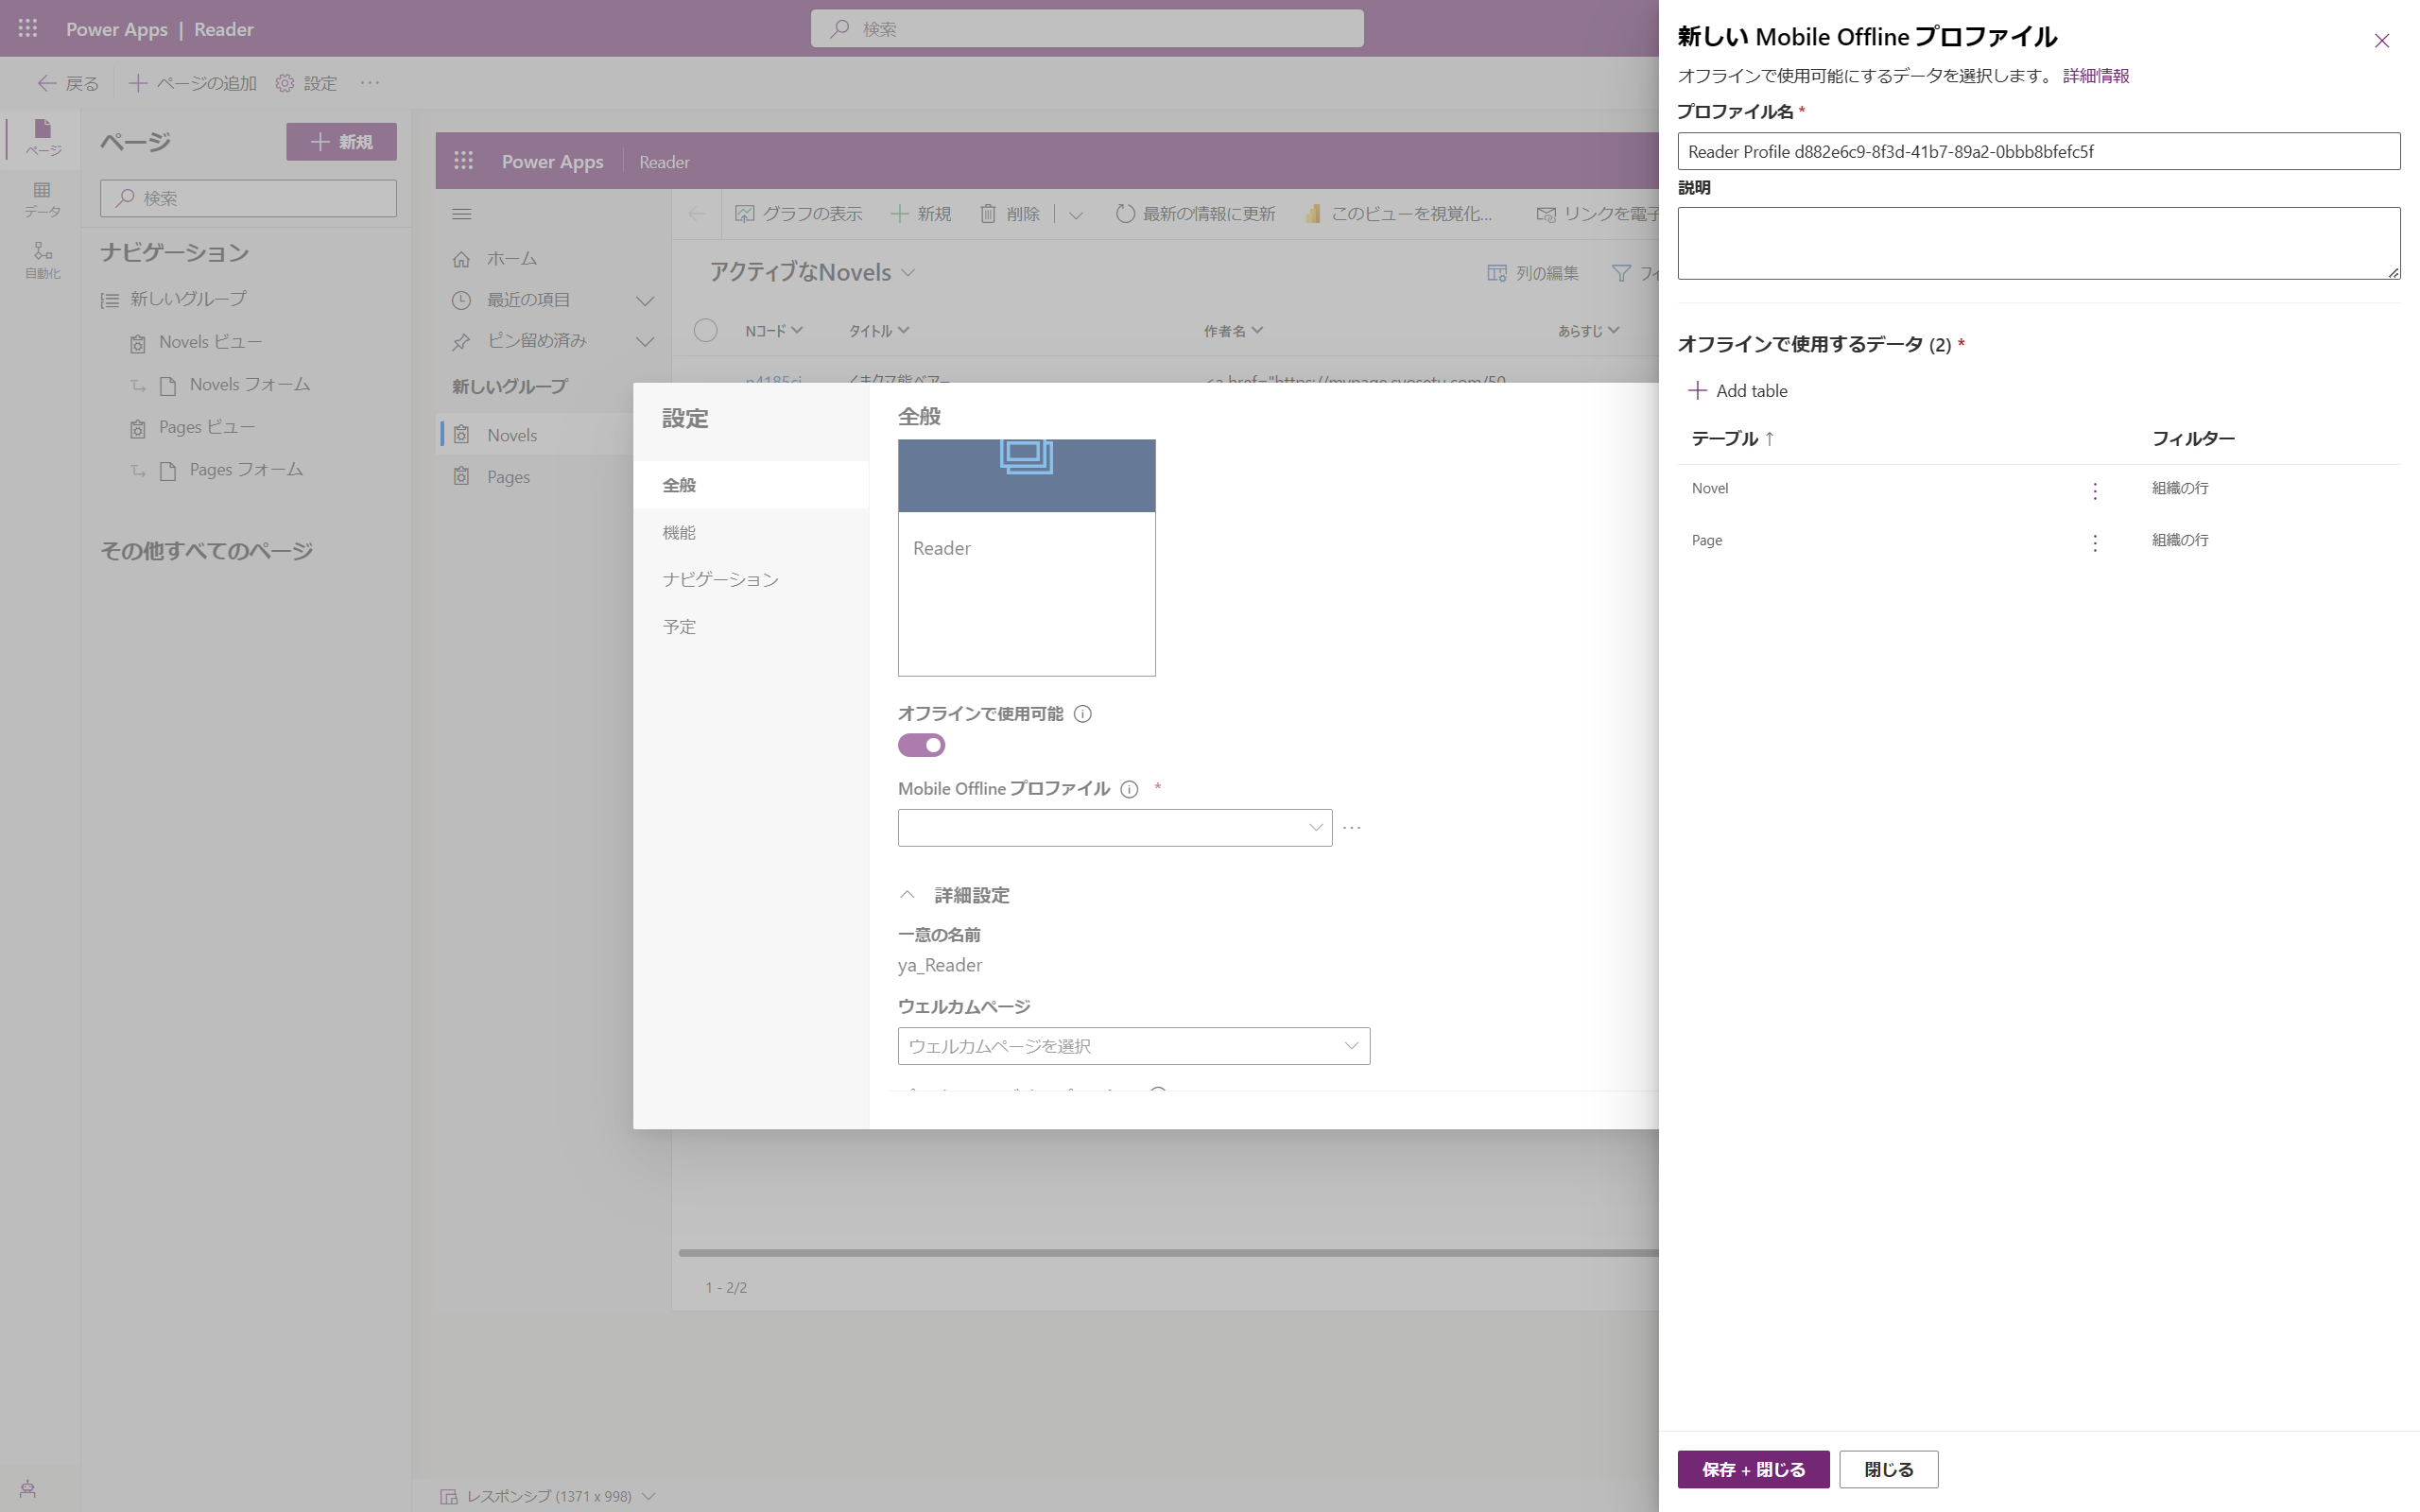 Power Apps | Reader
検索
戻る
ページの追加
設定
ページ
データ
自動化
ページ
新規
検索
ナビゲーション
新しいグループ
Novels ビュー
Novels フォーム
Pages ビュー
Pages フォーム
その他すべてのページ
Power Apps
Reader
グラフの表示
新規
削除
最新の情報に更新
このビューを視覚化...
リンクを電子
ホーム
最近の項目
ピン留め済み
新しいグループ
Novels
Pages
アクティブなNovels
列の編集
フィ
Nコード
タイトル
作者名
あらすじ
n4185ci
くまクマ熊ベアー
<a href="https://mypage.syosetu.com/50
設定
全般
機能
ナビゲーション
予定
全般
Reader
オフラインで使用可能
Mobile Offline プロファイル *
詳細設定
一意の名前
ya_Reader
ウェルカムページ
ウェルカムページを選択
1 - 2/2
レスポンシブ (1371 x 998)
新しい Mobile Offline プロファイル
オフラインで使用可能にするデータを選択します。 詳細情報
プロファイル名 *
Reader Profile d882e6c9-8f3d-41b7-89a2-0bbb8bfefc5f
説明
オフラインで使用するデータ (2) *
Add table
テーブル ↑
フィルター
Novel
組織の行
Page
組織の行
保存 + 閉じる
閉じる